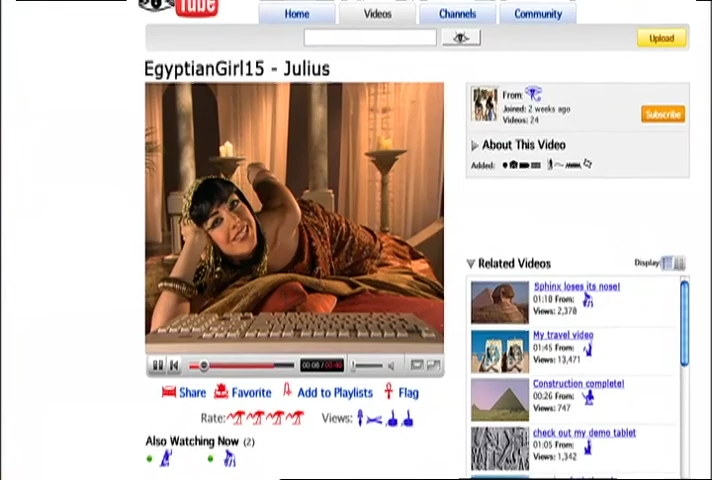 Tube
Home
Videos
Channels
Community
Upload
EgyptianGirl15 - Julius
From:
Joined: 2 weeks ago
Videos: 24
Subscribe
About This Video
Added:
Related Videos
Display:
Sphinx loses its nose!
01:18 From:
Views: 2,378
My travel video
01:45 From:
Views: 13,471
Construction complete!
00:26 From:
Views: 747
check out my demo tablet
01:05 From:
Views: 1,342
Share
Favorite
Add to Playlists
Flag
Rate:
Views:
Also Watching Now (2)